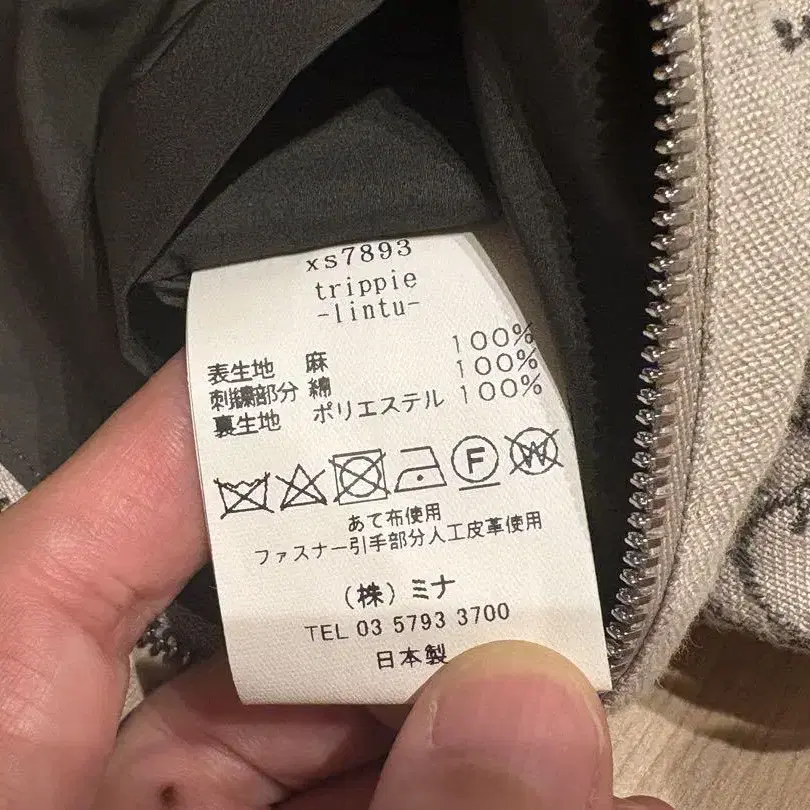 xs7893
trippie
-lintu-
表生地 麻 100%
刺繍部分 綿 100%
裏生地 ポリエステル 100%
F
W
あて布使用
ファスナー引手部分人工皮革使用
(株)ミナ
TEL 03 5793 3700
日本製